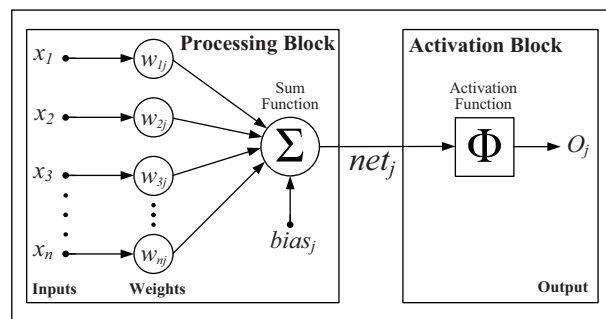 Processing Block
Activation Block
x₁
w₁ⱼ
Sum
Function
Activation
Function
x₂
w₂ⱼ
Σ
netⱼ
Φ
Oⱼ
x₃
w₃ⱼ
biasⱼ
xₙ
wₙⱼ
Inputs
Weights
Output